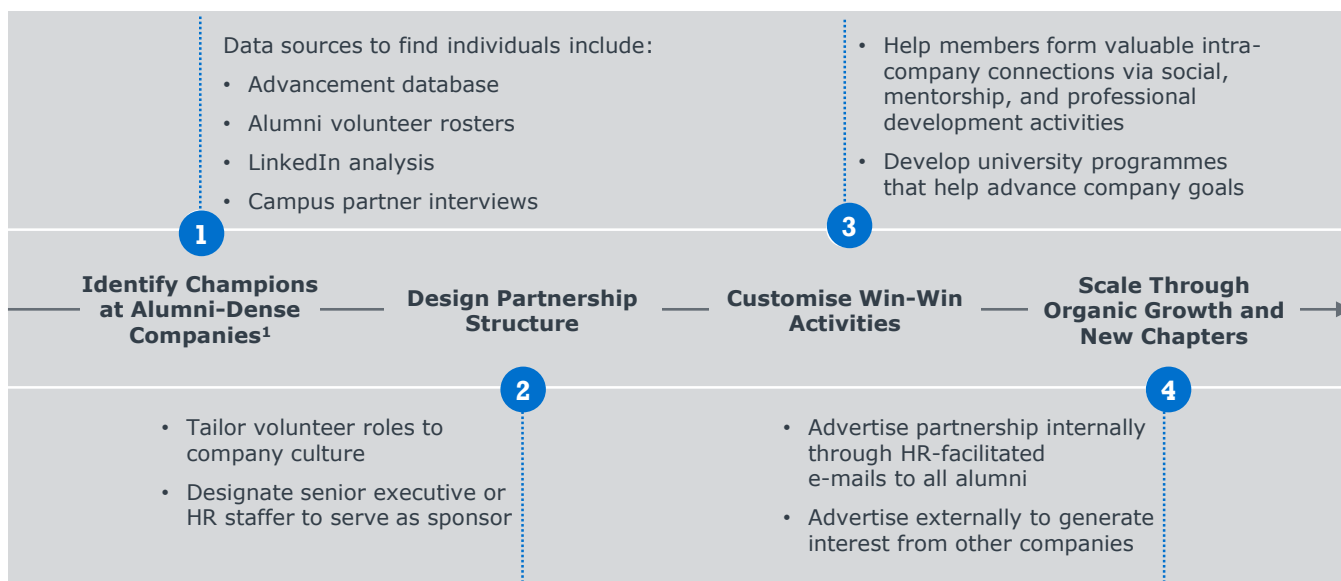 Data sources to find individuals include:
• Advancement database
• Alumni volunteer rosters
• LinkedIn analysis
• Campus partner interviews
1
Identify Champions
at Alumni-Dense
Companies¹
Design Partnership
Structure
2
• Tailor volunteer roles to
company culture
• Designate senior executive or
HR staffer to serve as sponsor
• Help members form valuable intra-
company connections via social,
mentorship, and professional
development activities
• Develop university programmes
that help advance company goals
3
Customise Win-Win
Activities
Scale Through
Organic Growth and
New Chapters
4
• Advertise partnership internally
through HR-facilitated
e-mails to all alumni
• Advertise externally to generate
interest from other companies